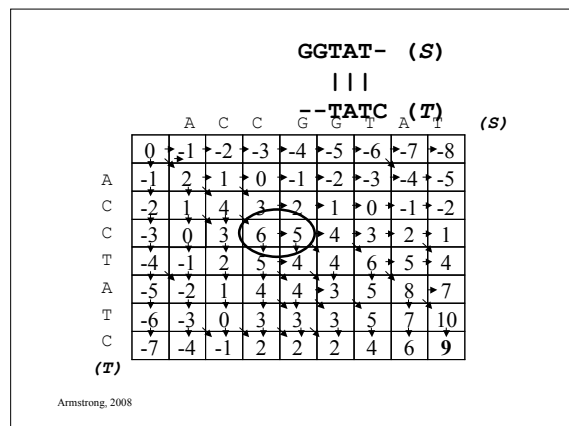 GGTAT- (S)
|||
--TATC (T)
A C C G G T A T (S)
0 -1 -2 -3 -4 -5 -6 -7 -8
A -1 2 1 0 -1 -2 -3 -4 -5
C -2 1 4 3 2 1 0 -1 -2
C -3 0 3 6 5 4 3 2 1
T -4 -1 2 5 4 4 6 5 4
A -5 -2 1 4 4 3 5 8 7
T -6 -3 0 3 3 3 5 7 10
C -7 -4 -1 2 2 2 4 6 9
(T)
Armstrong, 2008